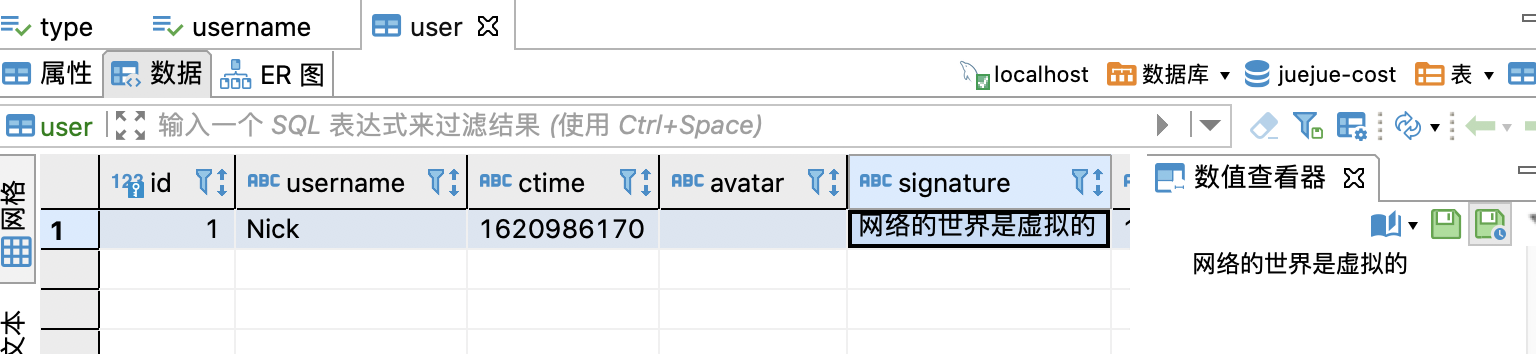 type username user
属性 数据 ER 图 localhost 数据库 juejue-cost 表
user 输入一个 SQL 表达式来过滤结果 (使用 Ctrl+Space)
网格
文本
123 id ABC username ABC ctime ABC avatar ABC signature
1 1 Nick 1620986170 网络的世界是虚拟的
数值查看器
网络的世界是虚拟的